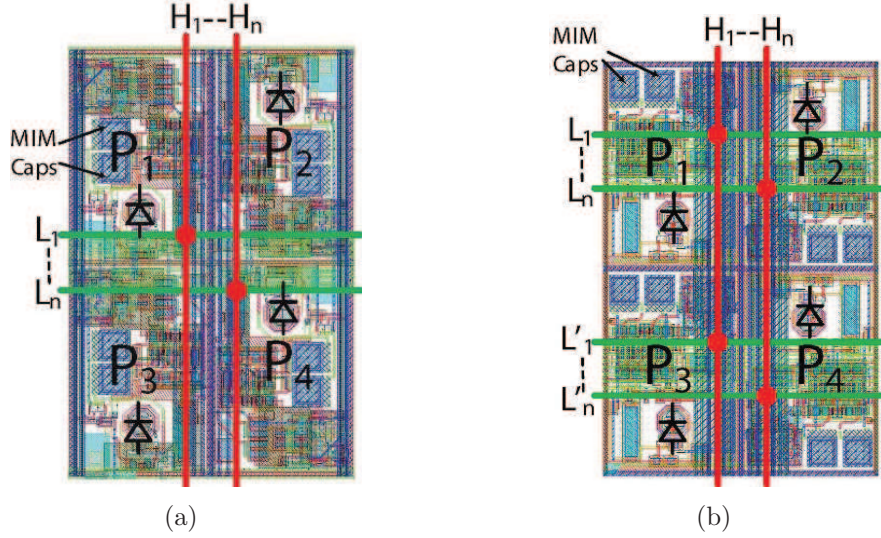 H1--Hn
MIM
Caps
P1
P2
L1
Ln
P3
P4
(a)
H1--Hn
MIM
Caps
L1
P1
P2
Ln
L'1
P3
P4
L'n
(b)